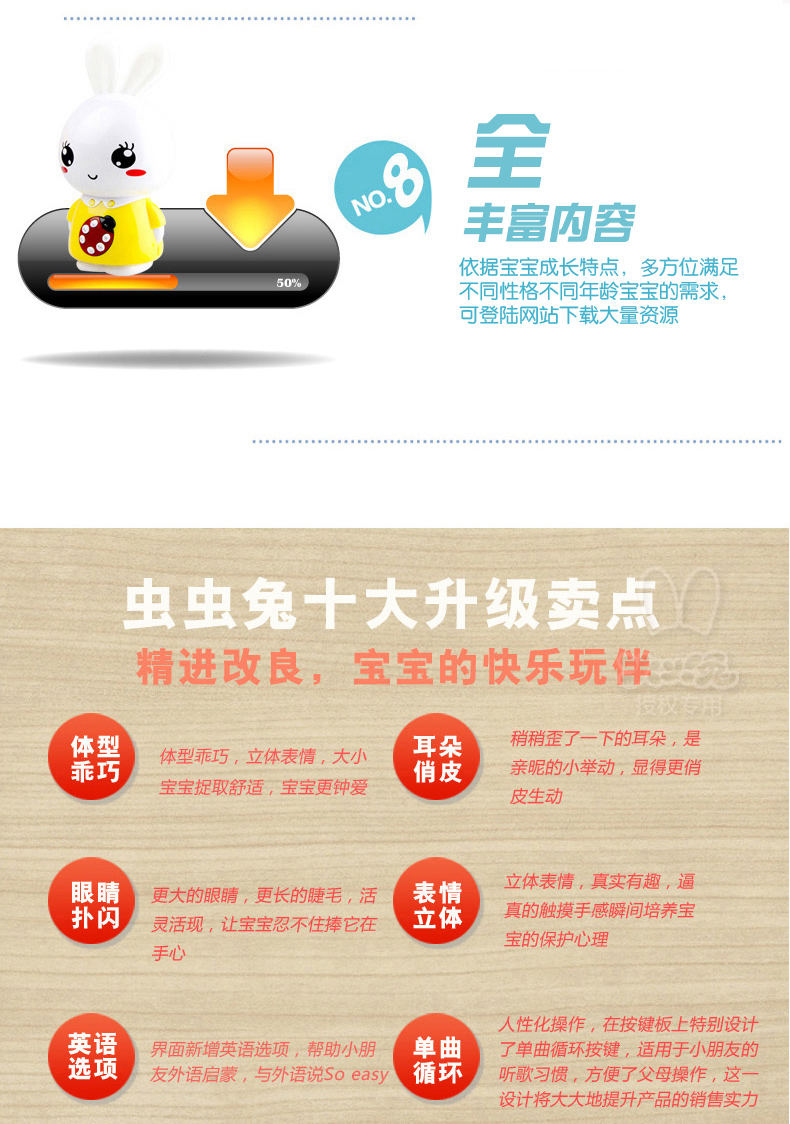 50%
NO.8
全
丰富内容
依据宝宝成长特点，多方位满足
不同性格不同年龄宝宝的需求，
可登陆网站下载大量资源
虫虫兔十大升级卖点
精进改良，宝宝的快乐玩伴
授权专用
体型
乖巧
体型乖巧，立体表情，大小
宝宝捉取舒适，宝宝更钟爱
耳朵
俏皮
稍稍歪了一下的耳朵，是
亲昵的小举动，显得更俏
皮生动
眼睛
扑闪
更大的眼睛，更长的睫毛，活
灵活现，让宝宝忍不住捧它在
手心
表情
立体
立体表情，真实有趣，逼
真的触摸手感瞬间培养宝
宝的保护心理
英语
选项
界面新增英语选项，帮助小朋
友外语启蒙，与外语说So easy
单曲
循环
人性化操作，在按键板上特别设计
了单曲循环按键，适用于小朋友的
听歌习惯，方便了父母操作，这一
设计将大大地提升产品的销售实力